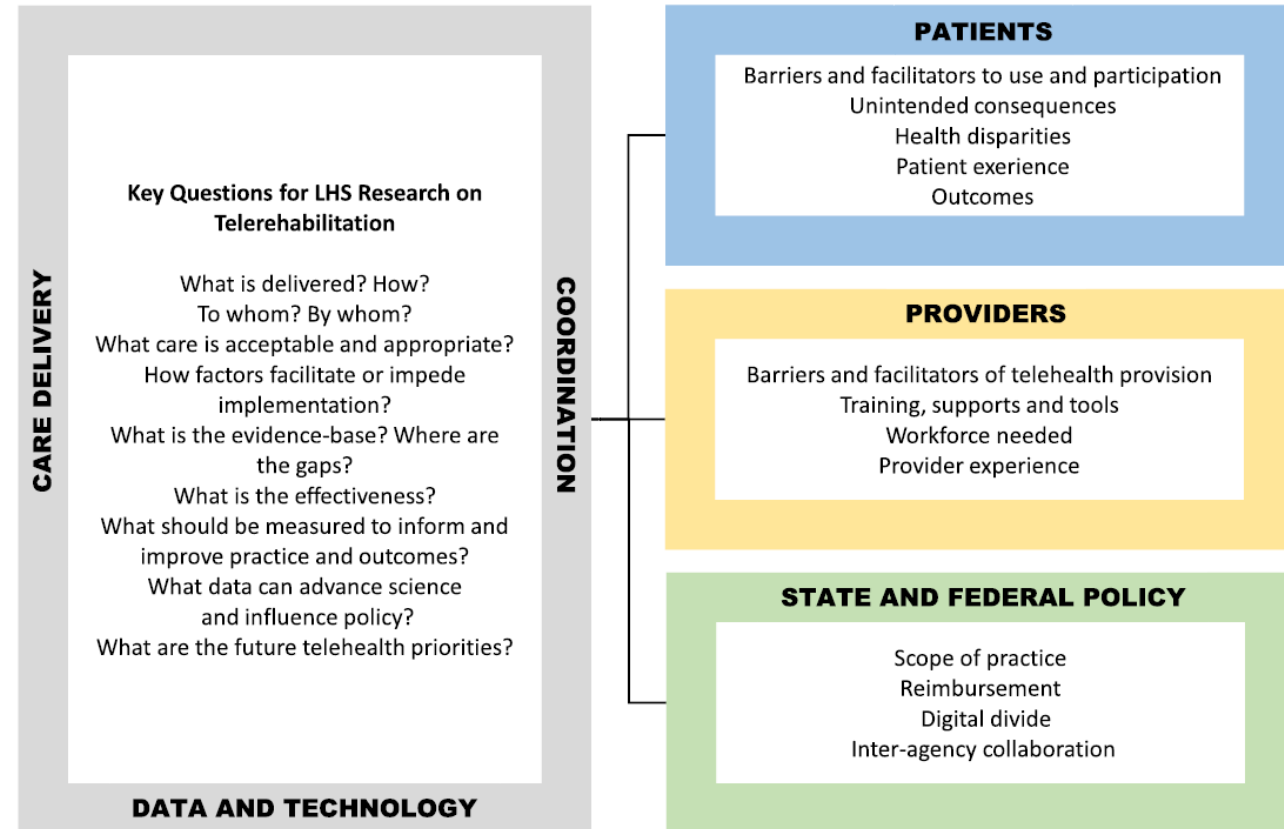 CARE DELIVERY
Key Questions for LHS Research on
Telerehabilitation
What is delivered? How?
To whom? By whom?
What care is acceptable and appropriate?
How factors facilitate or impede
implementation?
What is the evidence-base? Where are
the gaps?
What is the effectiveness?
What should be measured to inform and
improve practice and outcomes?
What data can advance science
and influence policy?
What are the future telehealth priorities?
COORDINATION
DATA AND TECHNOLOGY
PATIENTS
Barriers and facilitators to use and participation
Unintended consequences
Health disparities
Patient exerience
Outcomes
PROVIDERS
Barriers and facilitators of telehealth provision
Training, supports and tools
Workforce needed
Provider experience
STATE AND FEDERAL POLICY
Scope of practice
Reimbursement
Digital divide
Inter-agency collaboration